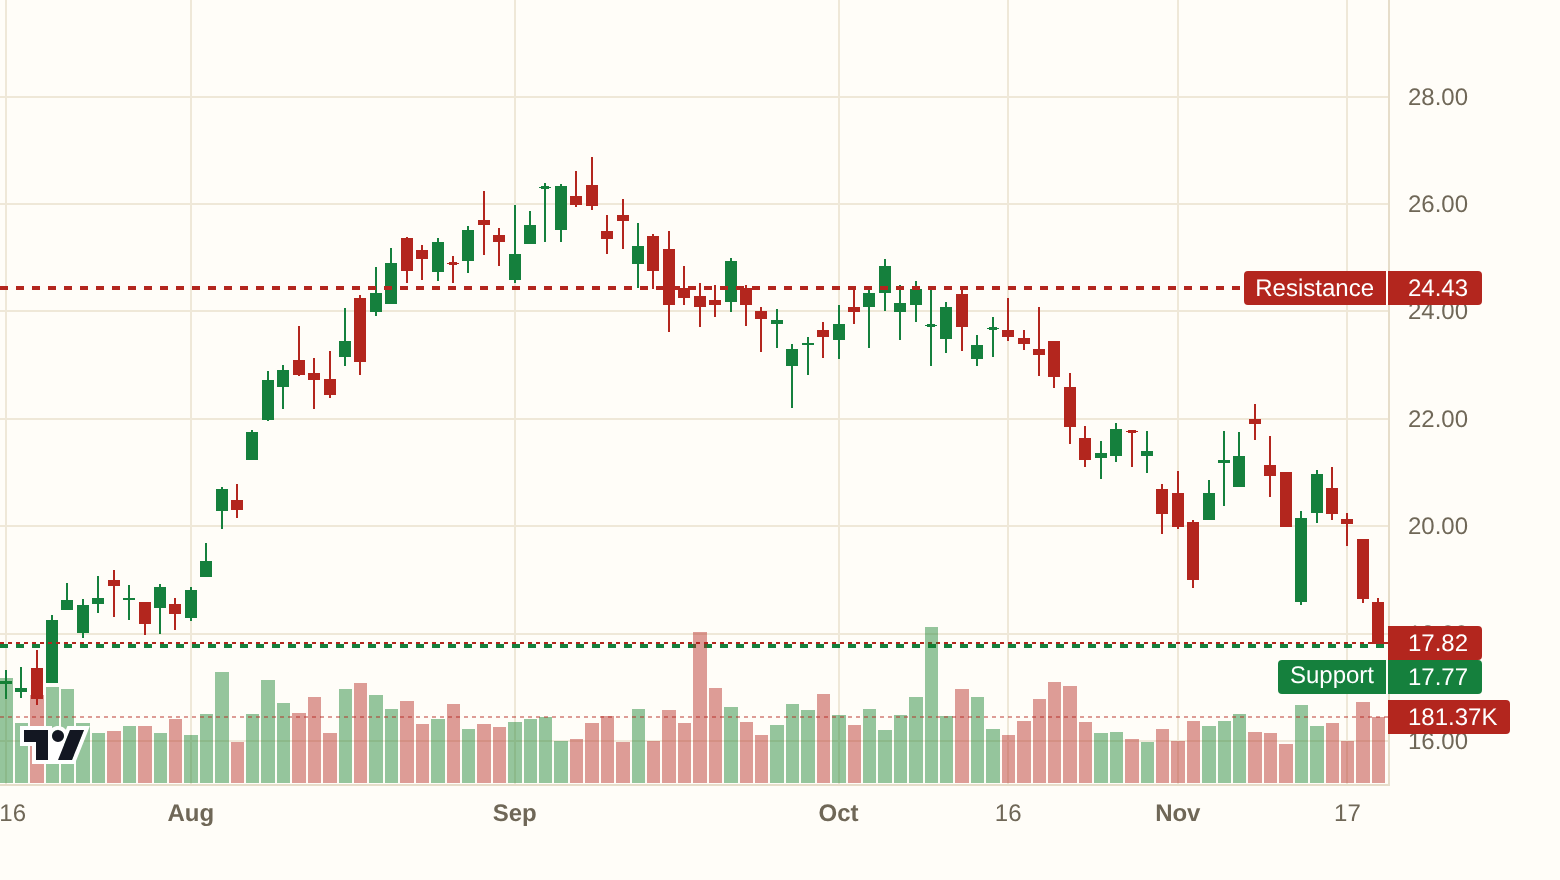 28.00
26.00
Resistance 24.43
24.00
22.00
20.00
17.82
Support 17.77
181.37K
16.00
16 Aug Sep Oct 16 Nov 17